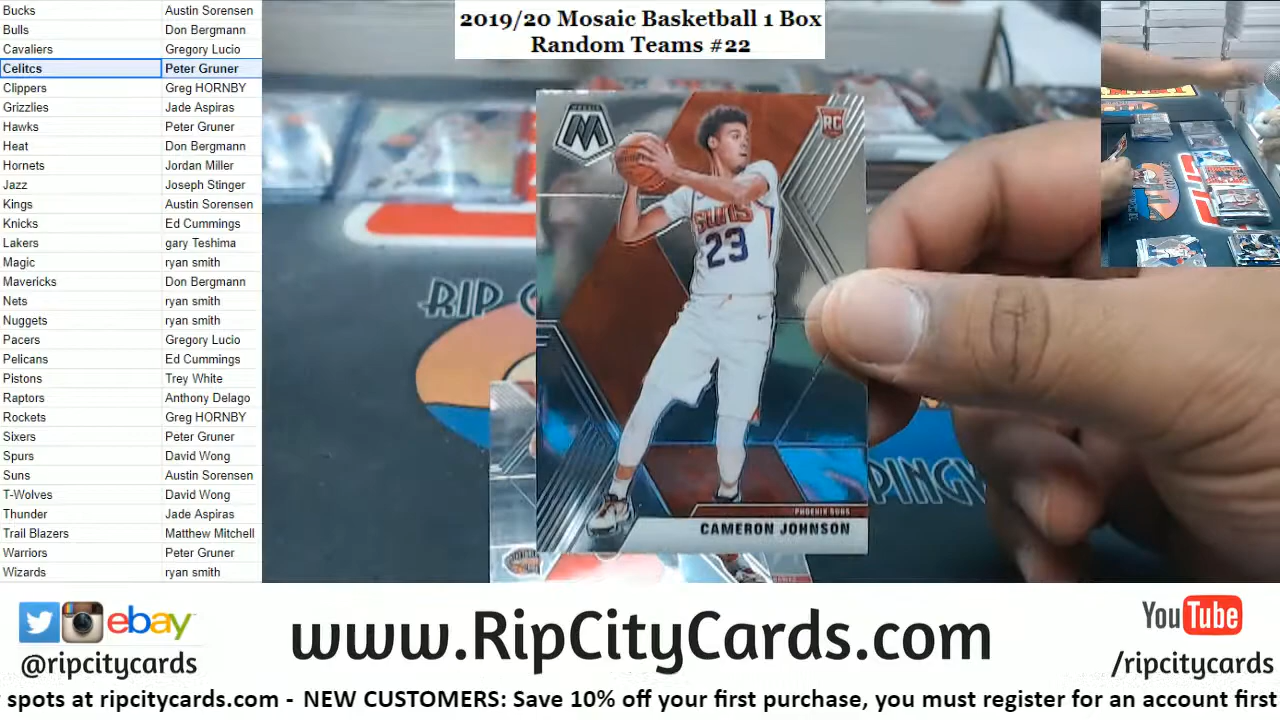 Bucks Austin Sorensen
Bulls Don Bergmann
Cavaliers Gregory Lucio
Celitcs Peter Gruner
Clippers Greg HORNBY
Grizzlies Jade Aspiras
Hawks Peter Gruner
Heat Don Bergmann
Hornets Jordan Miller
Jazz Joseph Stinger
Kings Austin Sorensen
Knicks Ed Cummings
Lakers gary Teshima
Magic ryan smith
Mavericks Don Bergmann
Nets ryan smith
Nuggets ryan smith
Pacers Gregory Lucio
Pelicans Ed Cummings
Pistons Trey White
Raptors Anthony Delago
Rockets Greg HORNBY
Sixers Peter Gruner
Spurs David Wong
Suns Austin Sorensen
T-Wolves David Wong
Thunder Jade Aspiras
Trail Blazers Matthew Mitchell
Warriors Peter Gruner
Wizards ryan smith
2019/20 Mosaic Basketball 1 Box
Random Teams #22
MOSAIC
M
RC
SUNS
23
PHOENIX SUNS
CAMERON JOHNSON
RIP
ebay
@ripcitycards
www.RipCityCards.com
YouTube
/ripcitycards
spots at ripcitycards.com - NEW CUSTOMERS: Save 10% off your first purchase, you must register for an account first